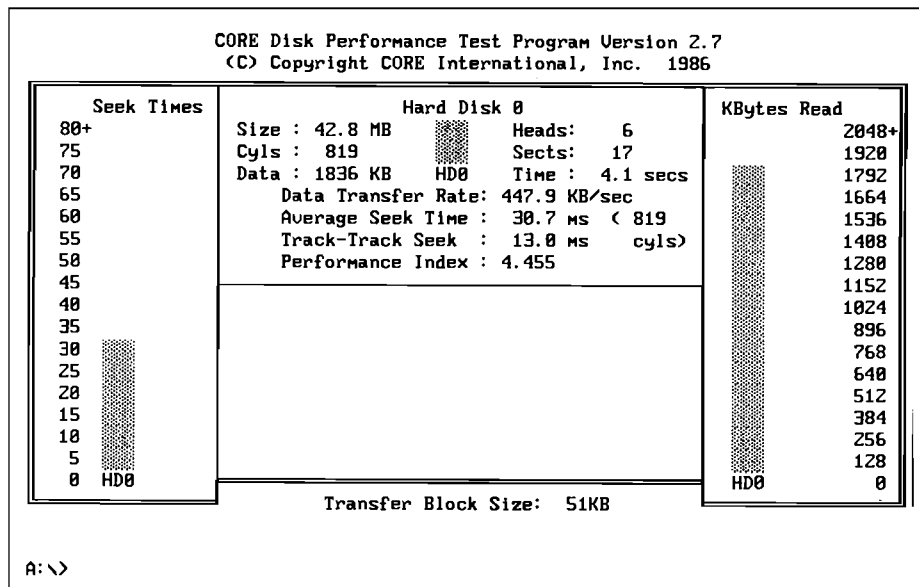 CORE Disk Performance Test Program Version 2.7
(C) Copyright CORE International, Inc. 1986
Seek Times
80+
75
70
65
60
55
50
45
40
35
30
25
20
15
10
5
0 HD0
Hard Disk 0
Size : 42.8 MB Heads: 6
Cyls : 819 Sects: 17
Data : 1836 KB HD0 Time : 4.1 secs
Data Transfer Rate: 447.9 KB/sec
Average Seek Time : 30.7 ms ( 819
Track-Track Seek : 13.0 ms cyls)
Performance Index : 4.455
KBytes Read
2048+
1920
1792
1664
1536
1408
1280
1152
1024
896
768
640
512
384
256
128
HD0 0
Transfer Block Size: 51KB
A:\>